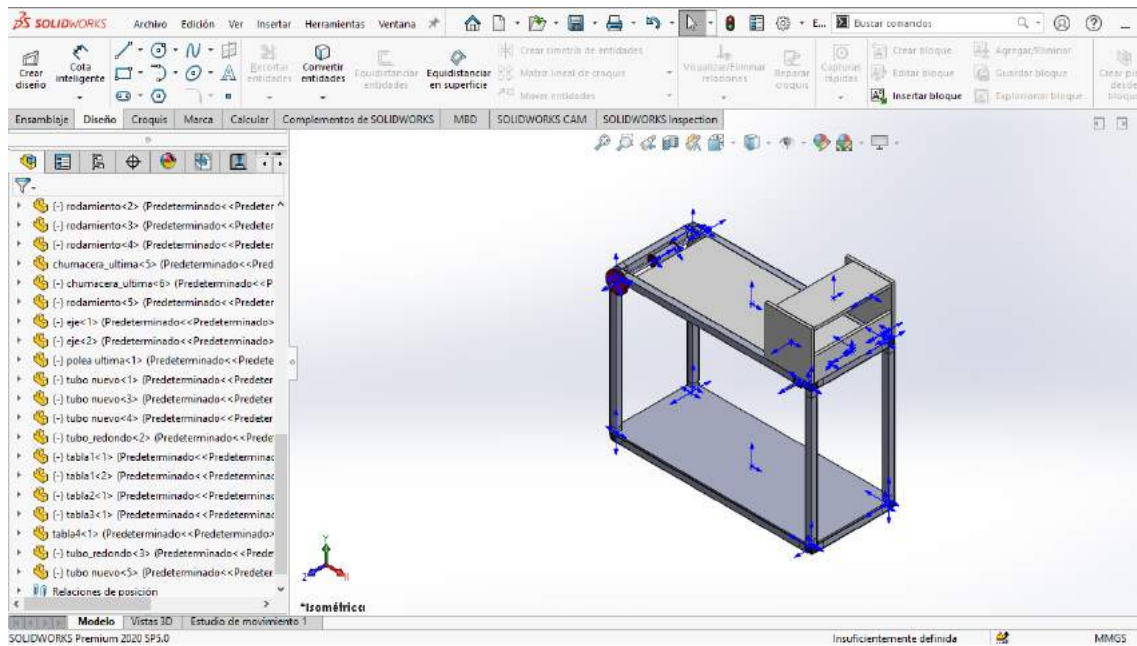 SOLIDWORKS Archivo Edición Ver Insertar Herramientas Ventana E... Buscar comandos
Crear diseño
Cota inteligente
Recortar entidades
Convertir entidades
Equidistanciar entidades
Equidistanciar en superficie
Crear simetría de entidades
Matriz lineal de croquis
Mover entidades
Visualizar/Eliminar relaciones
Reparar croquis
Capturas rápidas
Crear bloque
Editar bloque
Insertar bloque
Agregar/Eliminar
Guardar bloque
Explosionar bloque
Ensamblaje Diseño Croquis Marca Calcular Complementos de SOLIDWORKS MBD SOLIDWORKS CAM SOLIDWORKS Inspection
(-) rodamiento<2> (Predeterminado<<Predeter
(-) rodamiento<3> (Predeterminado<<Predeter
(-) rodamiento<4> (Predeterminado<<Predeter
chumacera_ultima<5> (Predeterminado<<Pred
(-) chumacera_ultima<6> (Predeterminado<<P
(-) rodamiento<5> (Predeterminado<<Predeter
(-) eje<1> (Predeterminado<<Predeterminado>
(-) eje<2> (Predeterminado<<Predeterminado>
(-) polea ultima<1> (Predeterminado<<Predete
(-) tubo nuevo<1> (Predeterminado<<Predeter
(-) tubo nuevo<3> (Predeterminado<<Predeter
(-) tubo nuevo<4> (Predeterminado<<Predeter
(-) tubo_redondo<2> (Predeterminado<<Prede
(-) tabla1<1> (Predeterminado<<Predeterminac
(-) tabla1<2> (Predeterminado<<Predeterminac
(-) tabla2<1> (Predeterminado<<Predeterminac
(-) tabla3<1> (Predeterminado<<Predeterminac
tabla4<1> (Predeterminado<<Predeterminado>
(-) tubo_redondo<3> (Predeterminado<<Prede
(-) tubo nuevo<5> (Predeterminado<<Predeter
Relaciones de posición
Y
Z
X
*Isométrica
Modelo Vistas 3D Estudio de movimiento 1
SOLIDWORKS Premium 2020 SP5.0 Insuficientemente definida MMGS